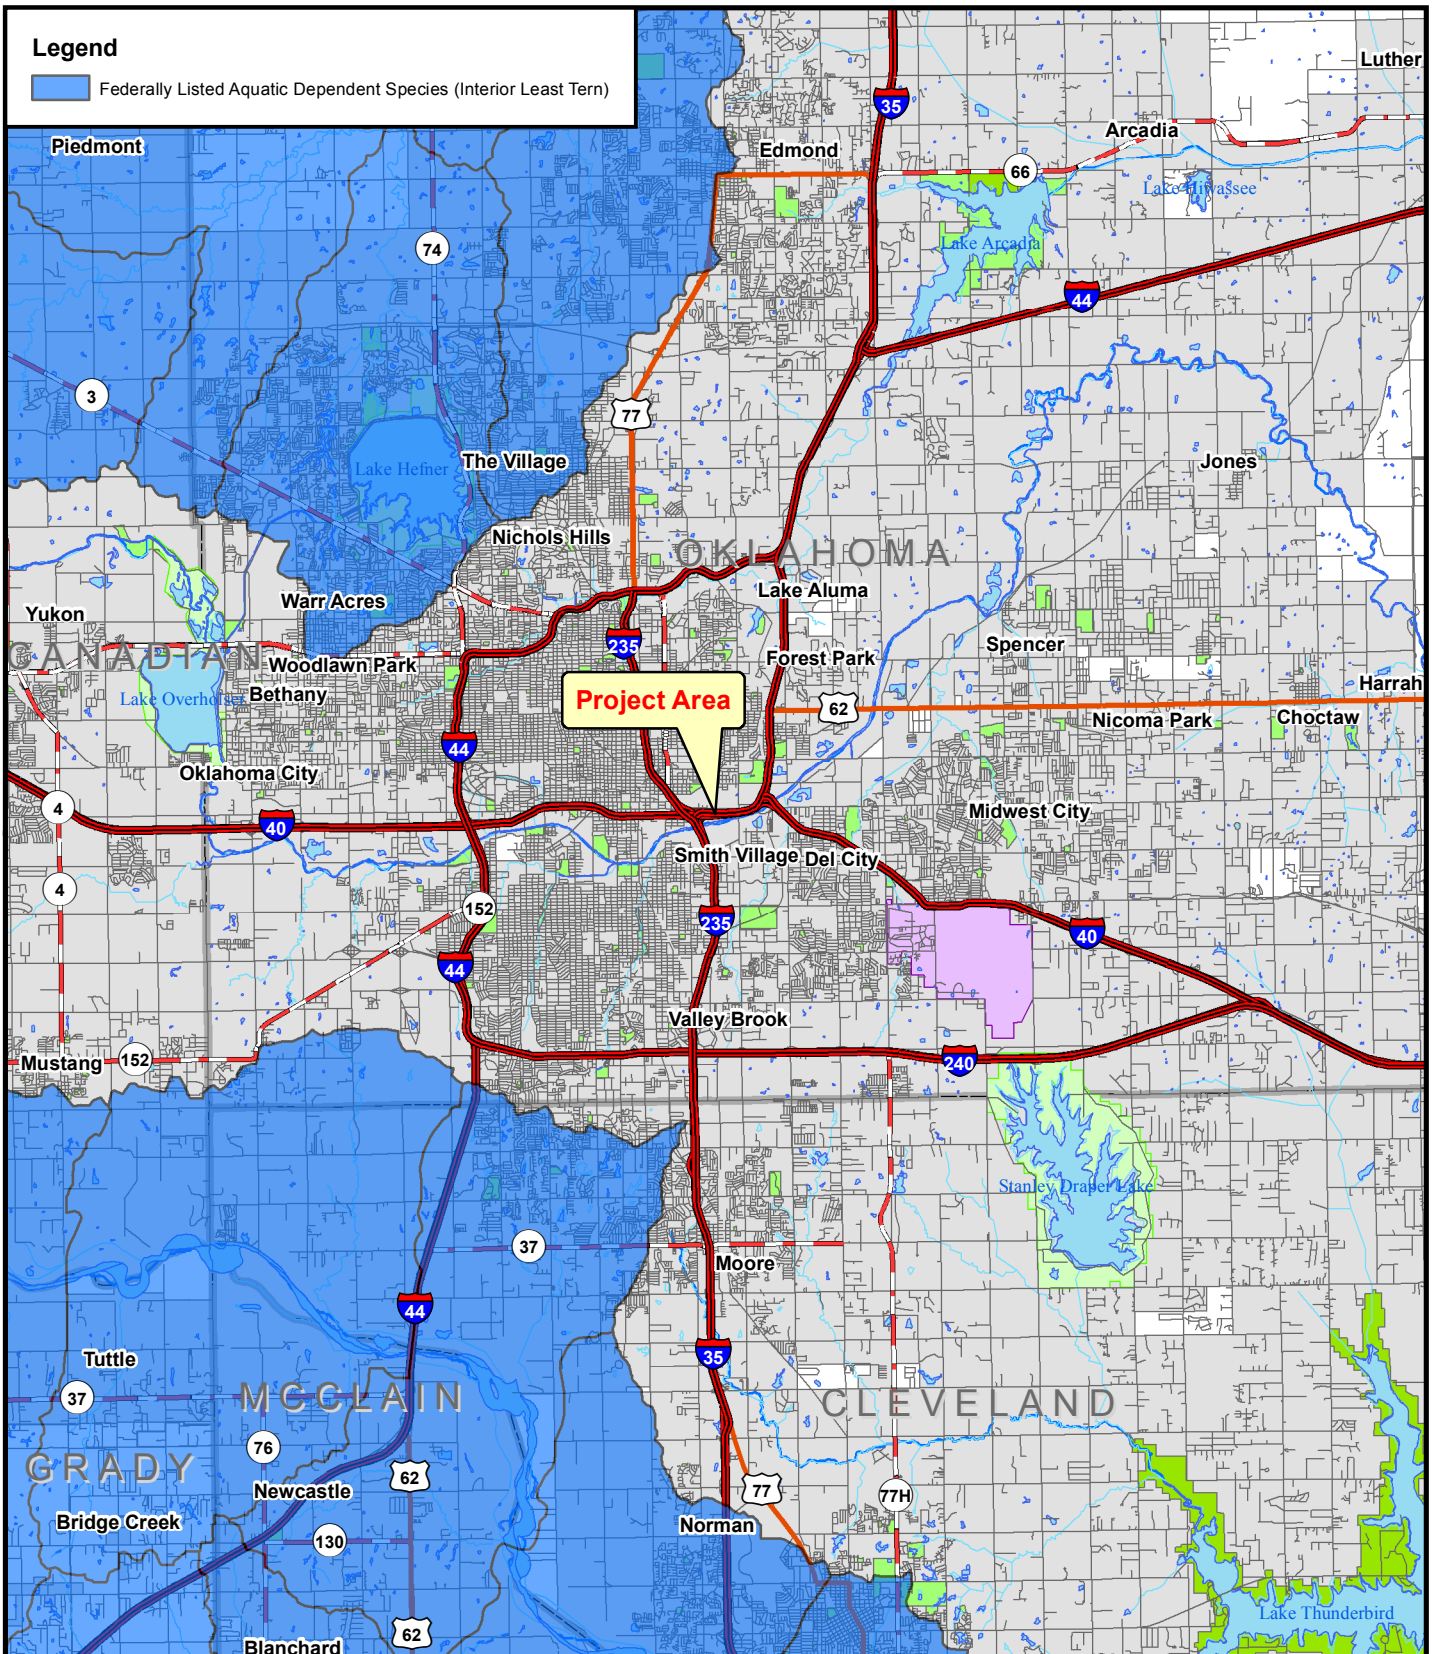 Legend
Federally Listed Aquatic Dependent Species (Interior Least Tern)
Luther
35
Arcadia
Piedmont
Edmond
66
Lake Hiwassee
74
Lake Arcadia
44
3
77
The Village
Lake Hefner
Jones
Nichols Hills
OKLAHOMA
Lake Aluma
Warr Acres
Yukon
235
Spencer
CANADIAN
Woodlawn Park
Forest Park
Harrah
Bethany
Lake Overholser
Project Area
62
Nicoma Park
Choctaw
44
Oklahoma City
4
40
Midwest City
Smith Village
Del City
4
152
235
40
44
Valley Brook
Mustang
152
240
Stanley Draper Lake
37
Moore
44
35
Tuttle
37
MCCLAIN
CLEVELAND
76
GRADY
62
Newcastle
77
77H
Bridge Creek
Norman
130
Lake Thunderbird
62
Blanchard